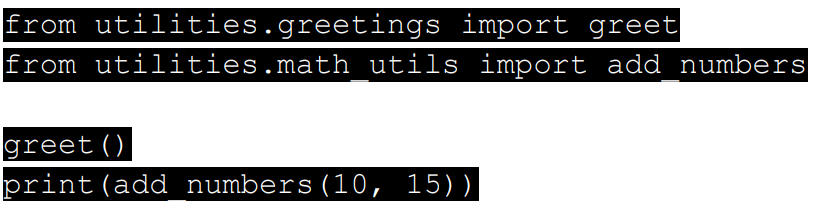 from utilities.greetings import greet
from utilities.math_utils import add_numbers
greet()
print(add_numbers(10, 15))